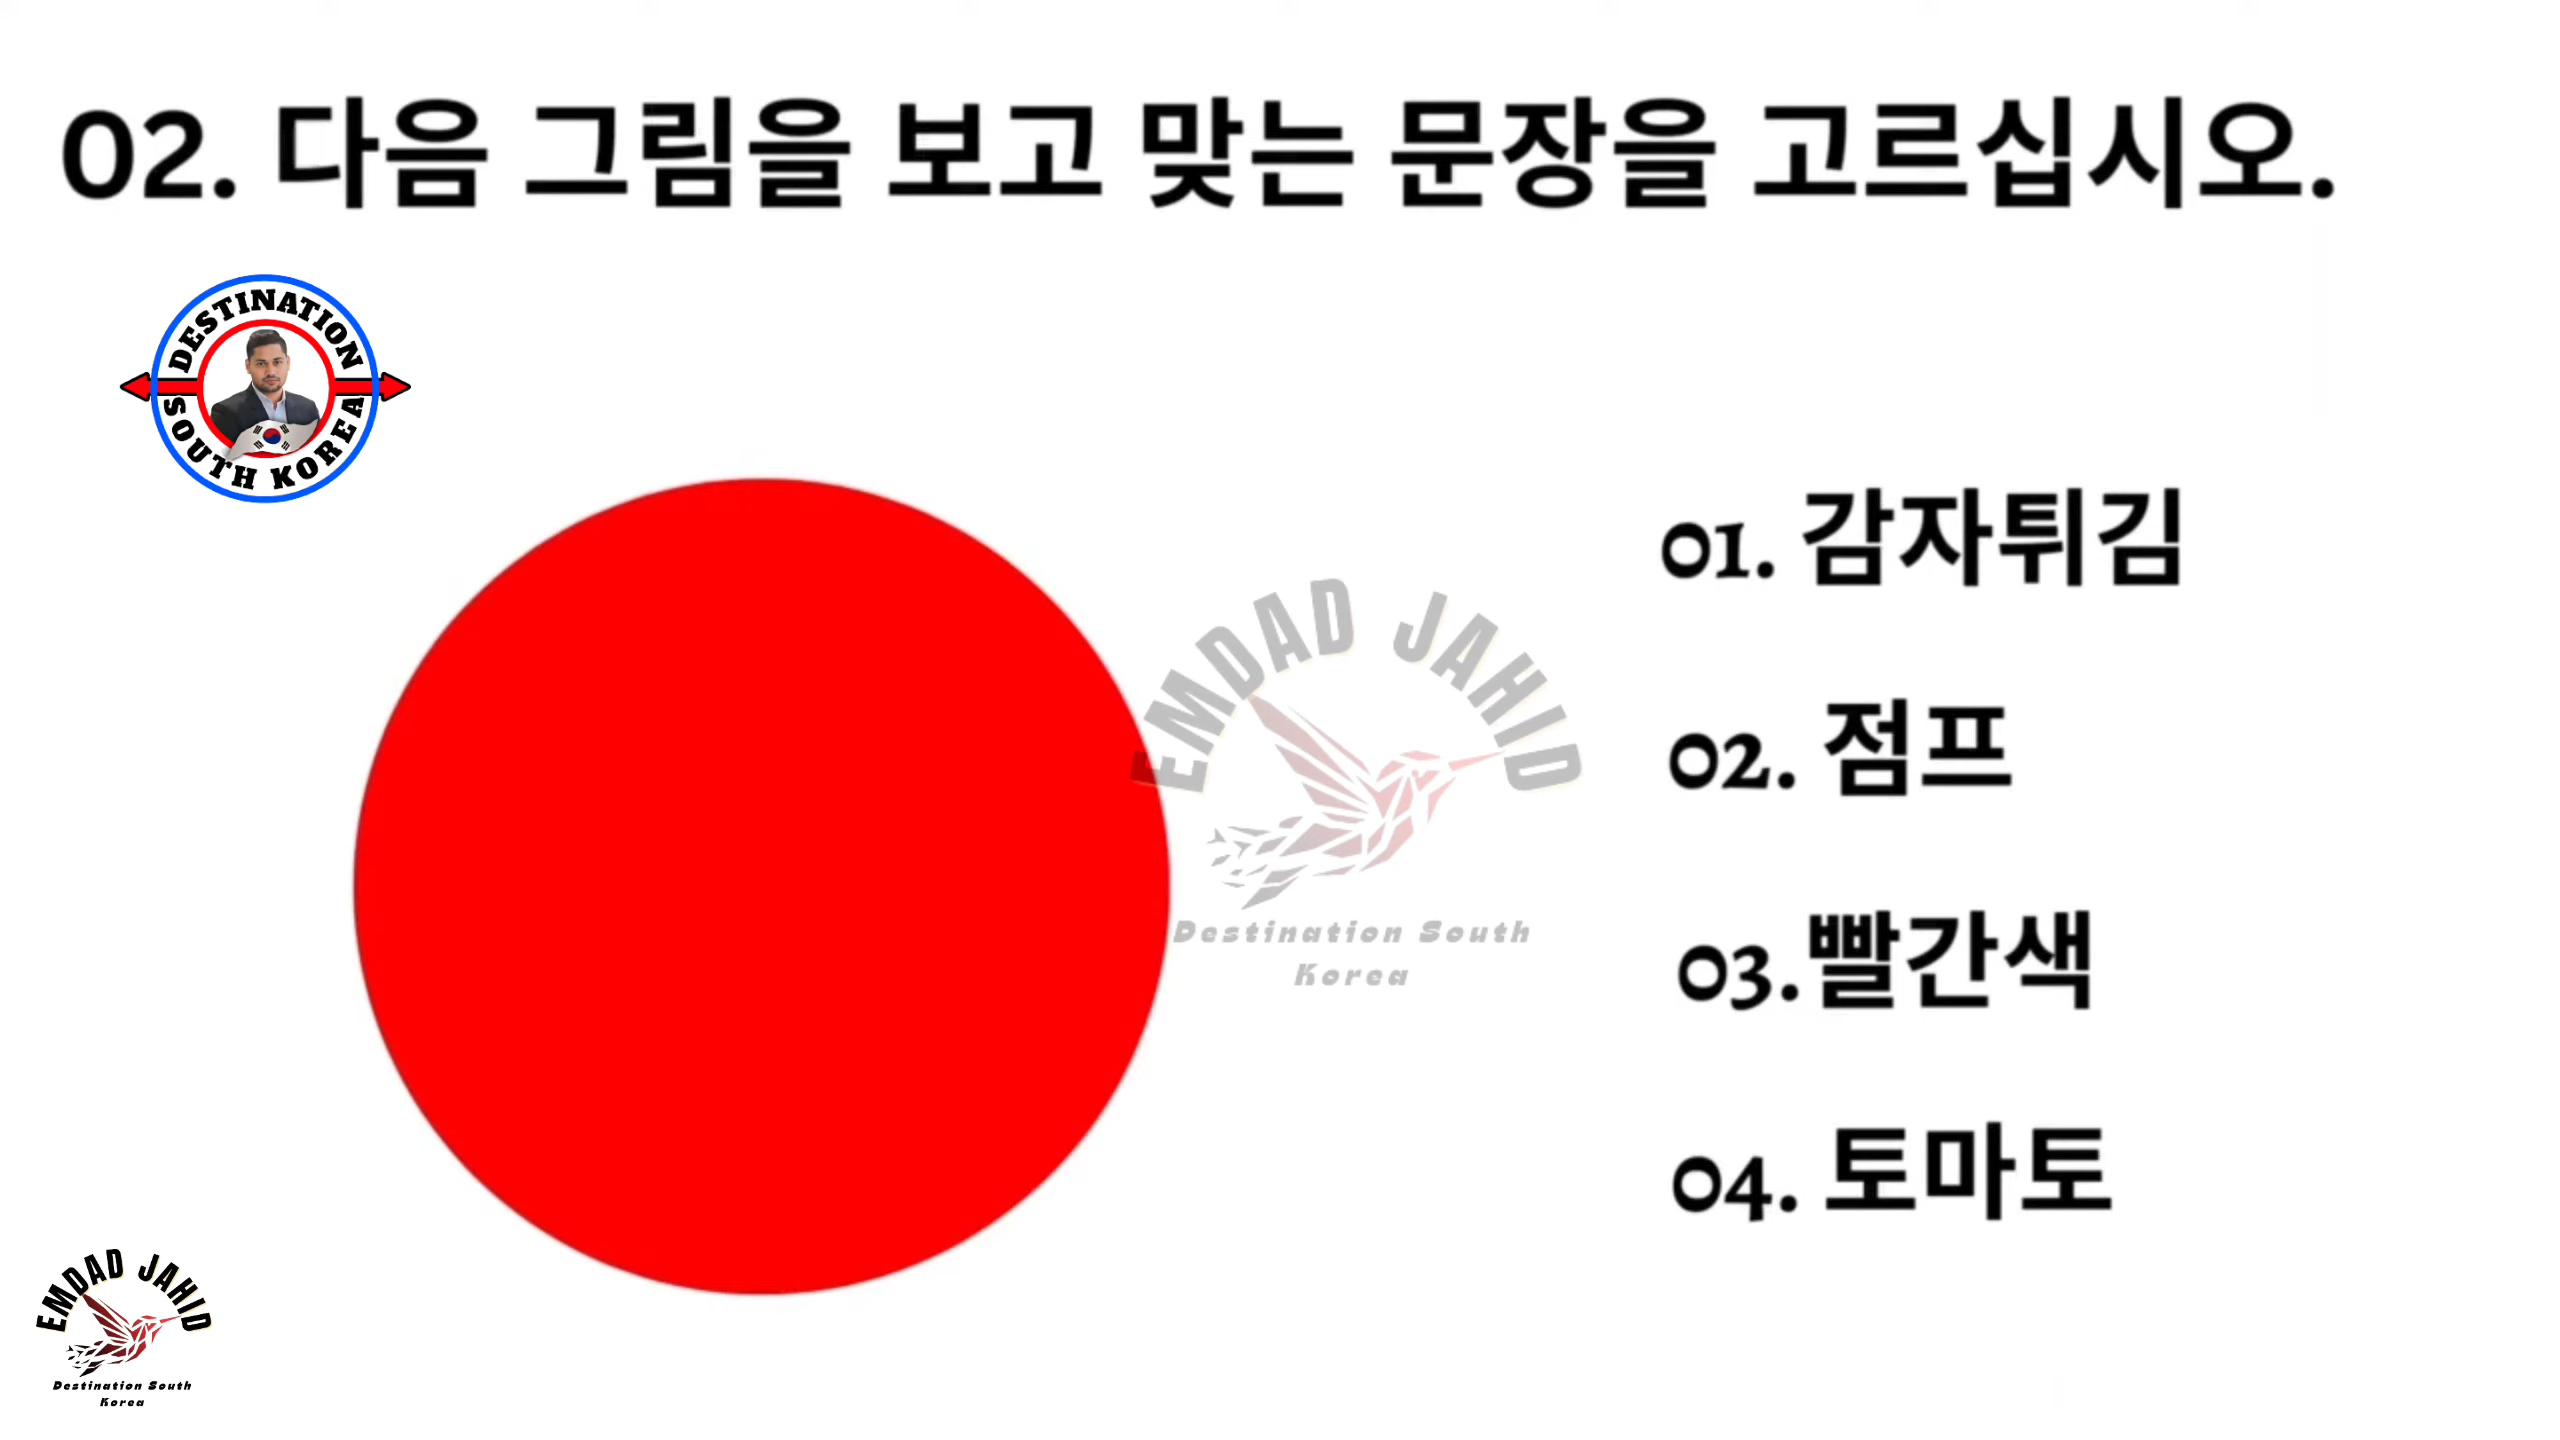 02. 다음 그림을 보고 맞는 문장을 고르십시오.
DESTINATION
SOUTH KOREA
01. 감자튀김
EMDAD JAHID
02. 점프
Destination South
Korea
03.빨간색
04. 토마토
EMDAD JAHID
Destination South
Korea